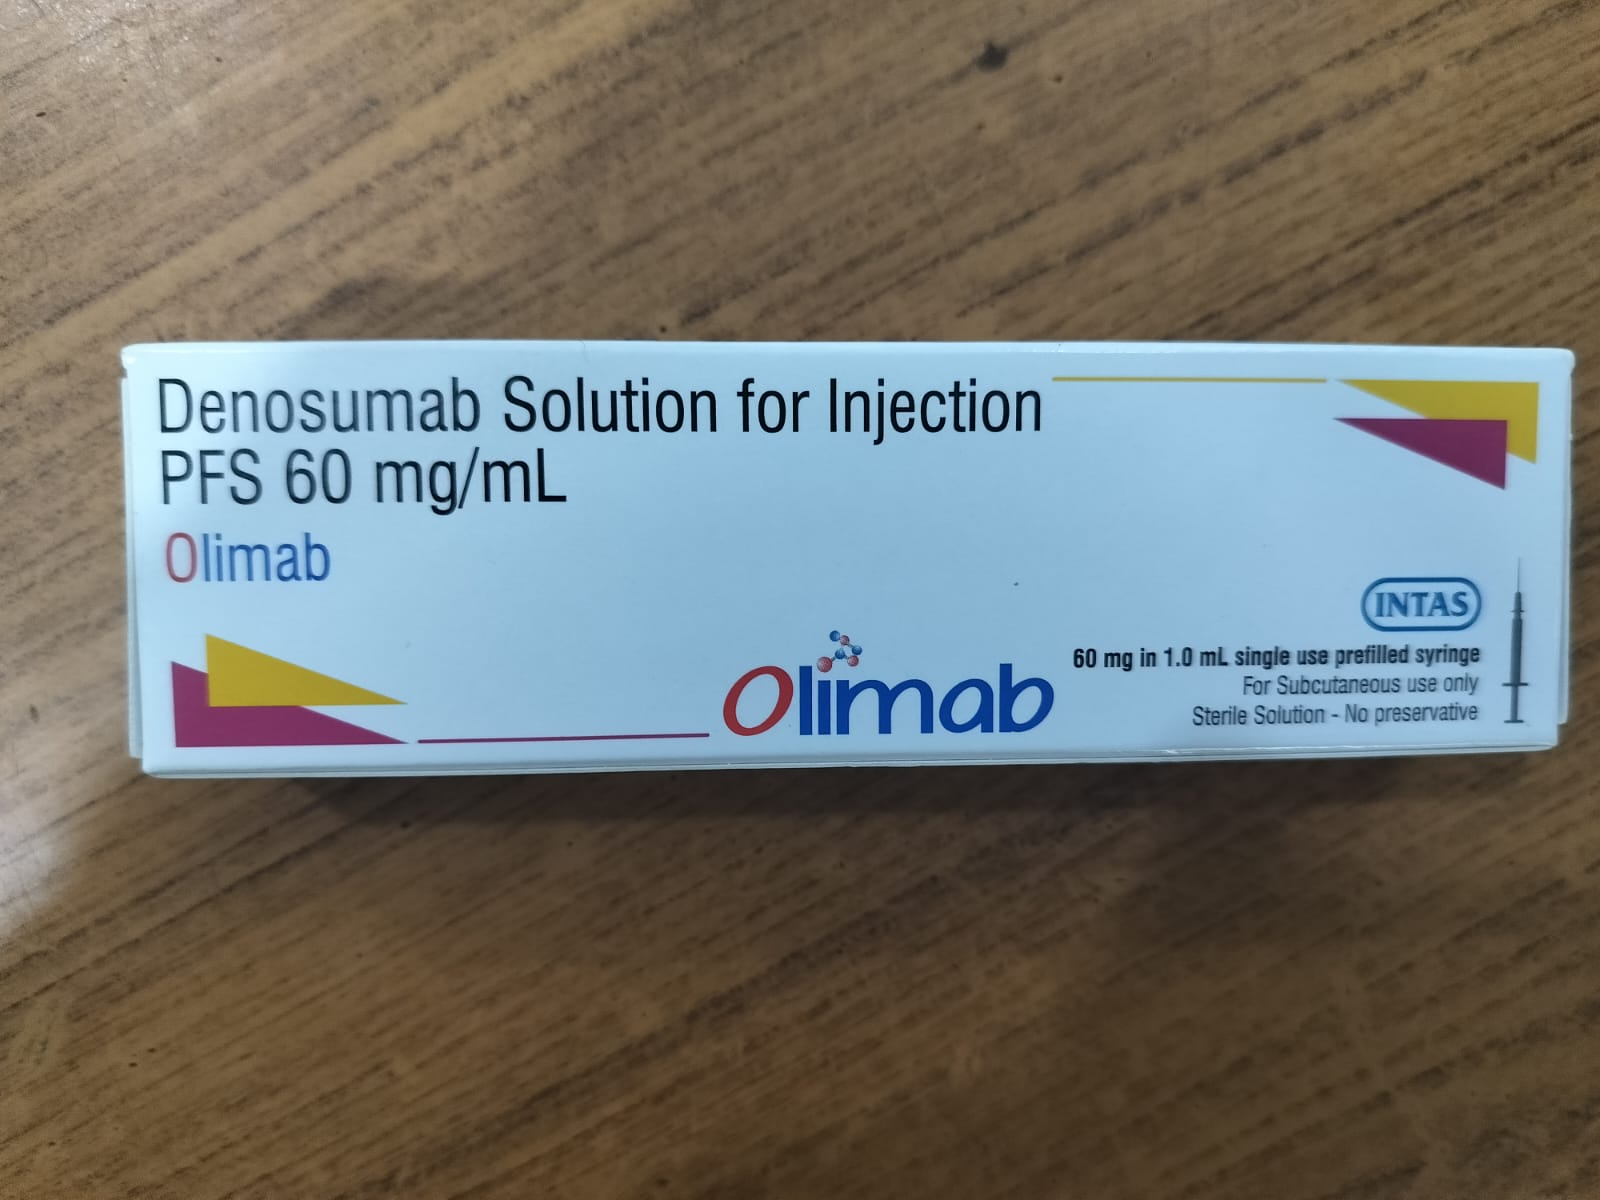 Denosumab Solution for Injection
PFS 60 mg/mL
Olimab
Olimab
INTAS
60 mg in 1.0 mL single use prefilled syringe
For Subcutaneous use only
Sterile Solution - No preservative